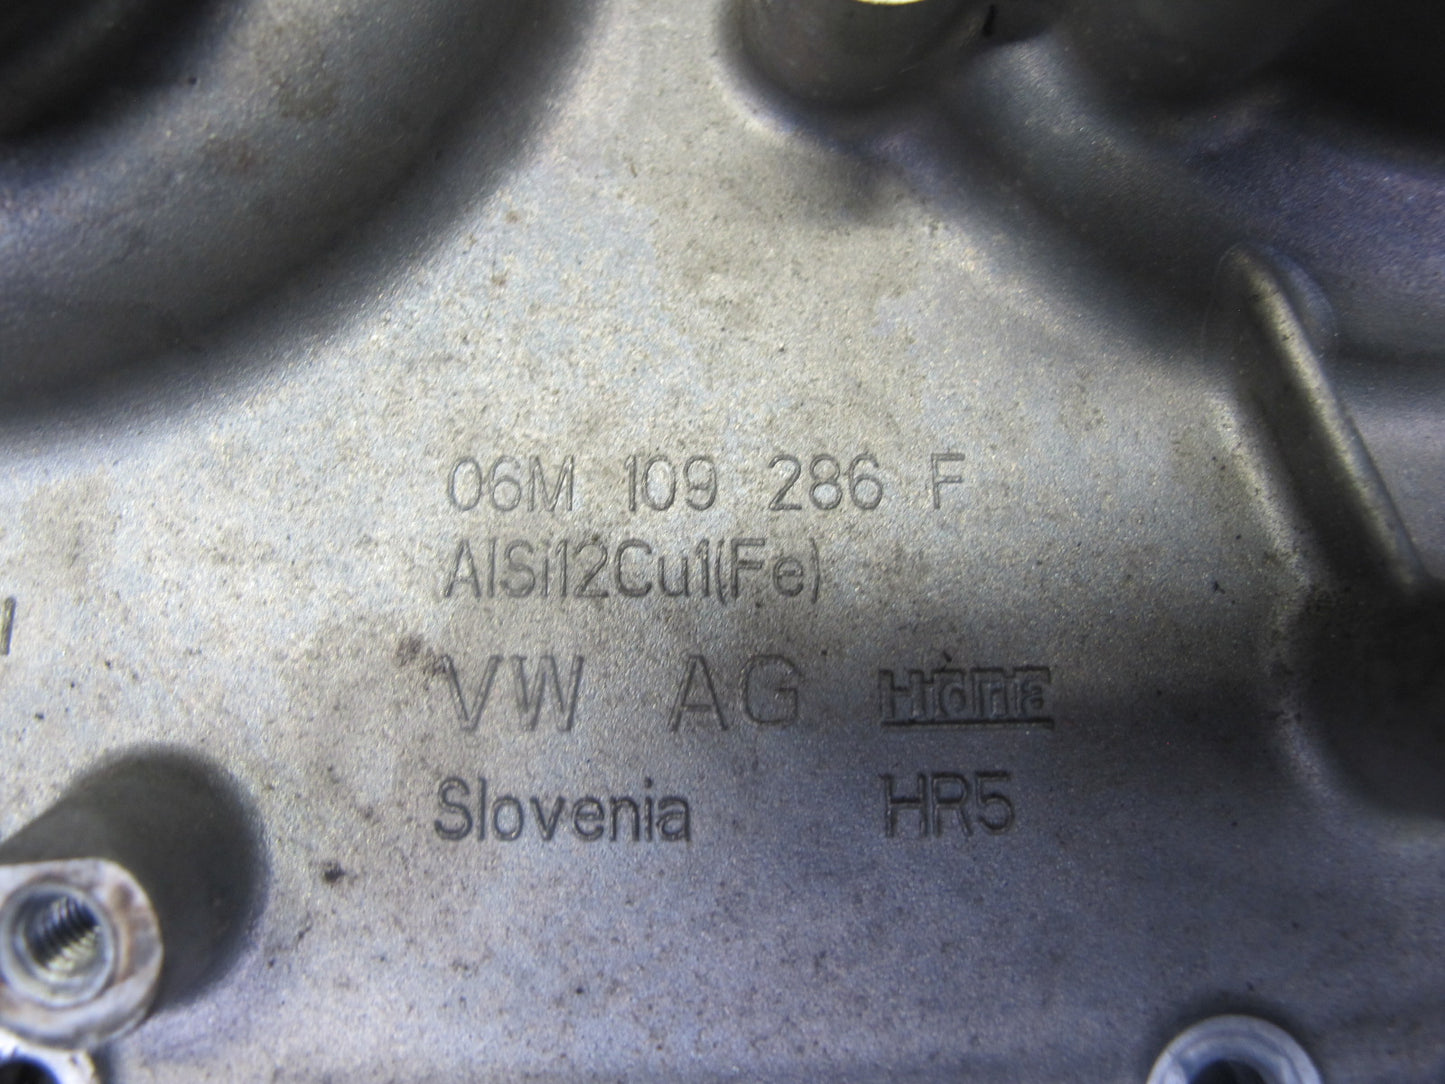 06M 109 286 F
AlSi12Cu1(Fe)
VW AG Hidria
Slovenia HR5